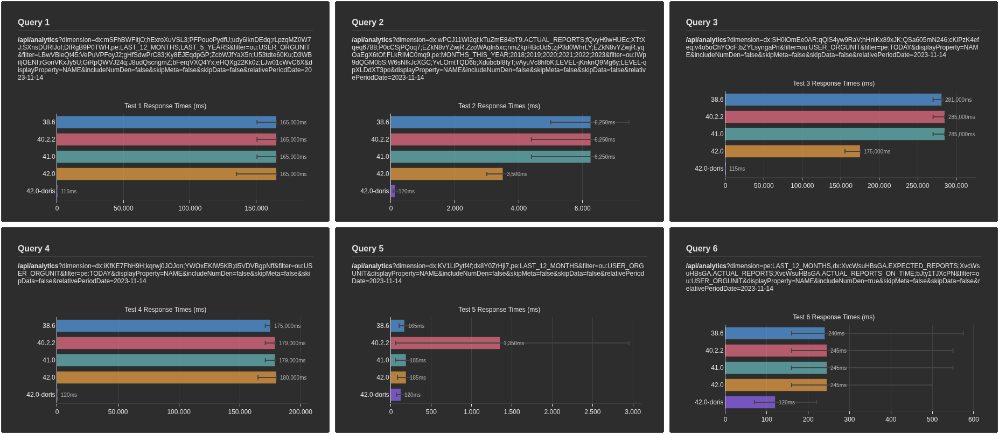 Query 1
/api/analytics?dimension=dx:mSFhBWFltjO;hExroXuVSL3;PFPouoPydfU;udy6lknDEdq;rLpzqMZ0W7
J;SXnsDURlJoI;DfRgB9P0TWH,pe:LAST_12_MONTHS;LAST_5_YEARS&filter=ou:USER_ORGUNIT
&filter=LBwVBieQt45:VePuVPFoyJ2;gHfSdwPrC83;Ky8EJEqdpGP;ZcbWJfYaX5n;U53tdte60Ku;D3WB
iIjOENI;rGonVKxJy5U;GiRpQWVJ24q;J8udQscngmZ;bFerqVXQ4Yx;eHQXg22Kk0z;LJw01cWvC6X&d
isplayProperty=NAME&includeNumDen=false&skipMeta=false&skipData=false&relativePeriodDate=20
23-11-14
Test 1 Response Times (ms)
38.6
165,000ms
40.2.2
165,000ms
41.0
165,000ms
42.0
165,000ms
42.0-doris
115ms
0 50.000 100.000 150.000
Query 2
/api/analytics?dimension=dx:wPCJ11WI2ql;kTuZmE84bT9.ACTUAL_REPORTS;fQvyH9wHUEc;XTtX
qeq6788;P0cCSjPQoq7;EZkN8vYZwjR.ZzoWAqln5xc;nmZkpHBcUd5;zjP3d0WhrLY;EZkN8vYZwjR.yq
OaEgX6tOf;FLkRIMC0mq9,pe:MONTHS_THIS_YEAR;2018;2019;2020;2021;2022;2023&filter=ou:IWp
9dQGM0bS;W6sNfkJcXGC;YvLOmtTQD6b;XdubcbI8tyT;vAyuVc8hfbK;LEVEL-jKnknQ9Mg6y;LEVEL-q
pXLDdXT3po&displayProperty=NAME&includeNumDen=false&skipMeta=false&skipData=false&relativ
ePeriodDate=2023-11-14
Test 2 Response Times (ms)
38.6
6,250ms
40.2.2
6,250ms
41.0
6,250ms
42.0
3,500ms
42.0-doris
120ms
0 2.000 4.000 6.000
Query 3
/api/analytics?dimension=dx:SH0iOmEe0AR;qQlS4yw9RaV;hHniKx89xJK;QSa605mN246;cKlPzK4ef
eq;v4o5oChYOcF;bZYLsyngaPn&filter=ou:USER_ORGUNIT&filter=pe:TODAY&displayProperty=NAM
E&includeNumDen=false&skipMeta=false&skipData=false&relativePeriodDate=2023-11-14
Test 3 Response Times (ms)
38.6
281,000ms
40.2.2
285,000ms
41.0
285,000ms
42.0
175,000ms
42.0-doris
115ms
0 50.000 100.000 150.000 200.000 250.000 300.000
Query 4
/api/analytics?dimension=dx:iKfKE7FhH9H;kqrwj0JOJon;YWOxEKIW5KB;d5VDVBgpNff&filter=ou:US
ER_ORGUNIT&filter=pe:TODAY&displayProperty=NAME&includeNumDen=false&skipMeta=false&ski
pData=false&relativePeriodDate=2023-11-14
Test 4 Response Times (ms)
38.6
175,000ms
40.2.2
179,000ms
41.0
179,000ms
42.0
180,000ms
42.0-doris
120ms
0 50.000 100.000 150.000 200.000
Query 5
/api/analytics?dimension=dx:KV1LlPytf4f;dx8Y0ZrHji7,pe:LAST_12_MONTHS&filter=ou:USER_ORG
UNIT&displayProperty=NAME&includeNumDen=false&skipMeta=false&skipData=false&relativePeriod
Date=2023-11-14
Test 5 Response Times (ms)
38.6
165ms
40.2.2
1,350ms
41.0
185ms
42.0
185ms
42.0-doris
120ms
0 500 1.000 1.500 2.000 2.500 3.000
Query 6
/api/analytics?dimension=pe:LAST_12_MONTHS,dx:XvcWsuHBsGA.EXPECTED_REPORTS;XvcWs
uHBsGA.ACTUAL_REPORTS;XvcWsuHBsGA.ACTUAL_REPORTS_ON_TIME;bJty1TJXcPN&filter=o
u:USER_ORGUNIT&displayProperty=NAME&includeNumDen=true&skipMeta=false&skipData=false&r
elativePeriodDate=2023-11-14
Test 6 Response Times (ms)
38.6
240ms
40.2.2
245ms
41.0
245ms
42.0
245ms
42.0-doris
120ms
0 100 200 300 400 500 600